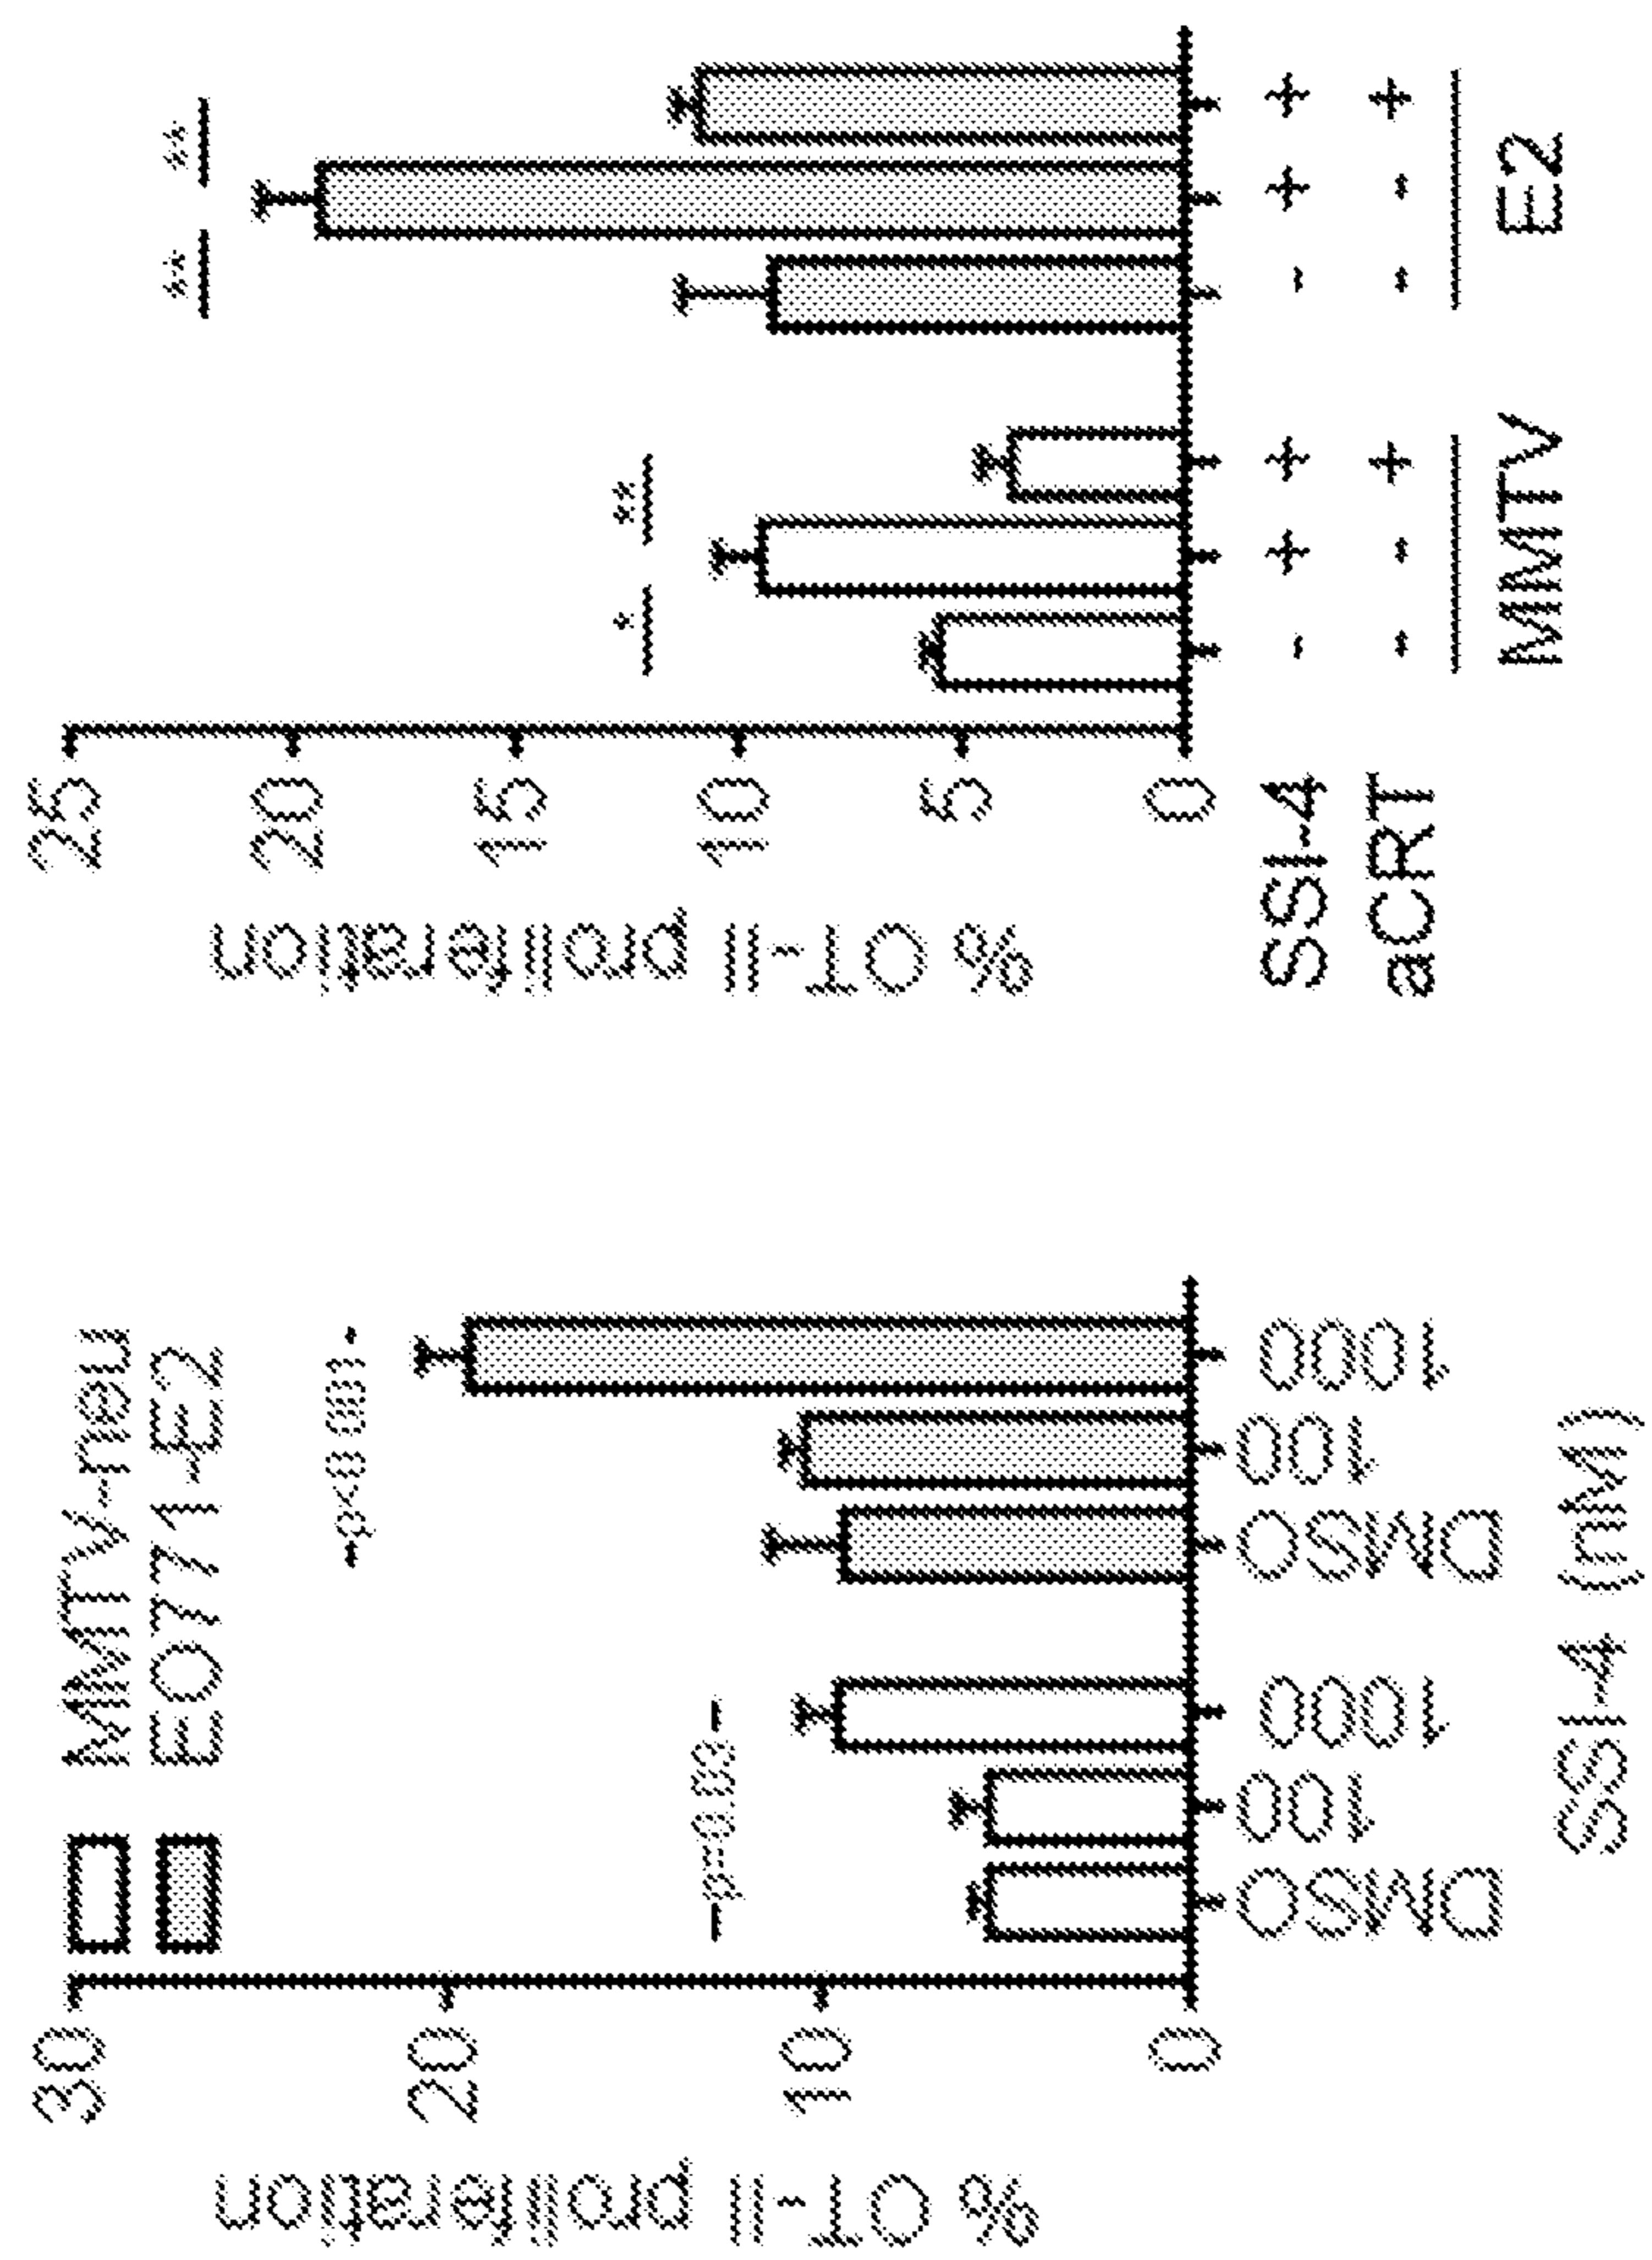 MMTV-neu
EO771-E2
% OT-II proliferation
30
20
10
0
p=0.03
p<0.001
DMSO 100 1000 DMSO 100 1000
SSI-4 (nM)
% OT-II proliferation
25
20
15
10
5
0
* ** ** **
SSI-4 - + + - + +
aCRT - - + - - +
MMTV E2